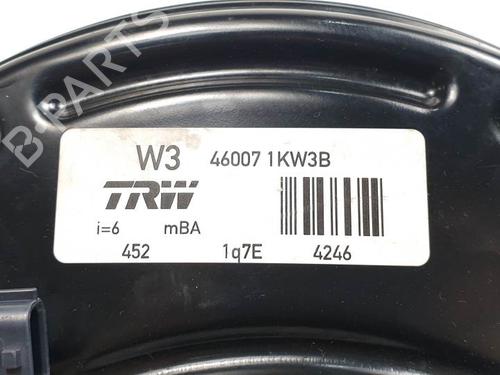 B-PARTS
W3 46007 1KW3B
TRW
i=6 mBA
452 1q7E 4246